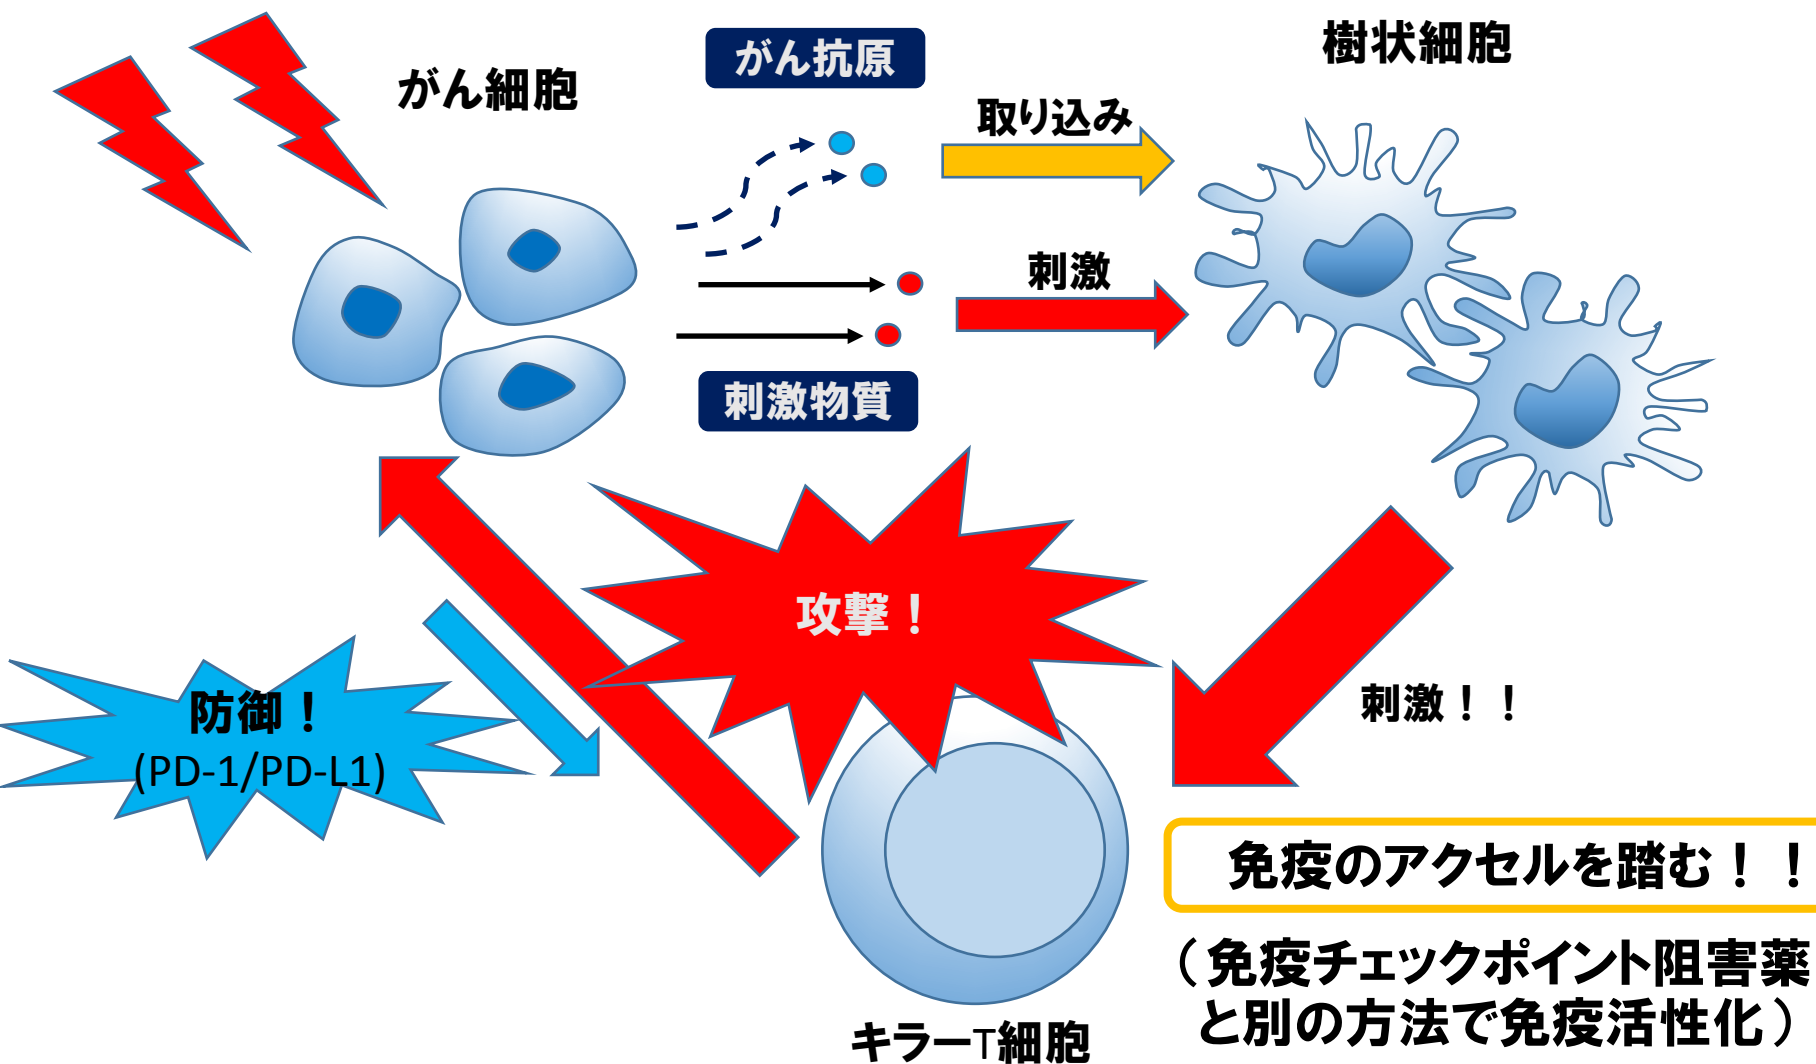 がん細胞
がん抗原
樹状細胞
取り込み
刺激
刺激物質
攻撃！
防御！
(PD-1/PD-L1)
刺激！！
免疫のアクセルを踏む！！
（免疫チェックポイント阻害薬
と別の方法で免疫活性化）
キラーT細胞